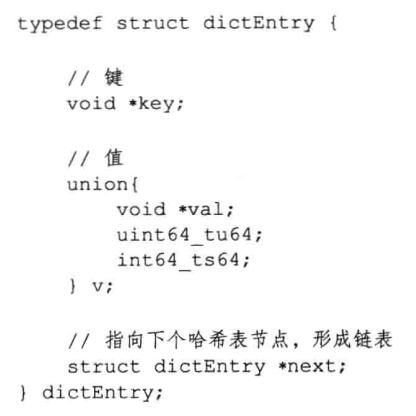 typedef struct dictEntry {
// 键
void *key;
// 值
union{
void *val;
uint64_tu64;
int64_ts64;
} v;
// 指向下个哈希表节点，形成链表
struct dictEntry *next;
} dictEntry;